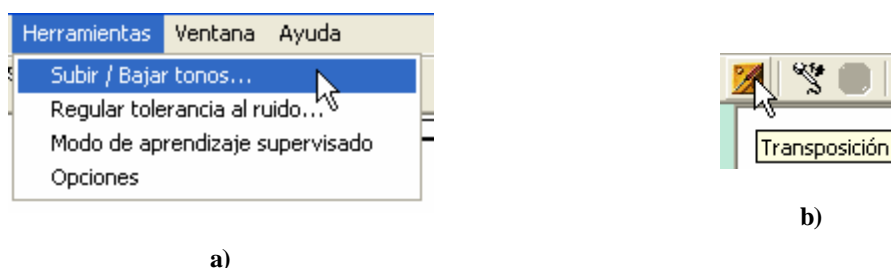 Herramientas Ventana Ayuda
Subir / Bajar tonos...
Regular tolerancia al ruido...
Modo de aprendizaje supervisado
Opciones
a)
Transposición
b)